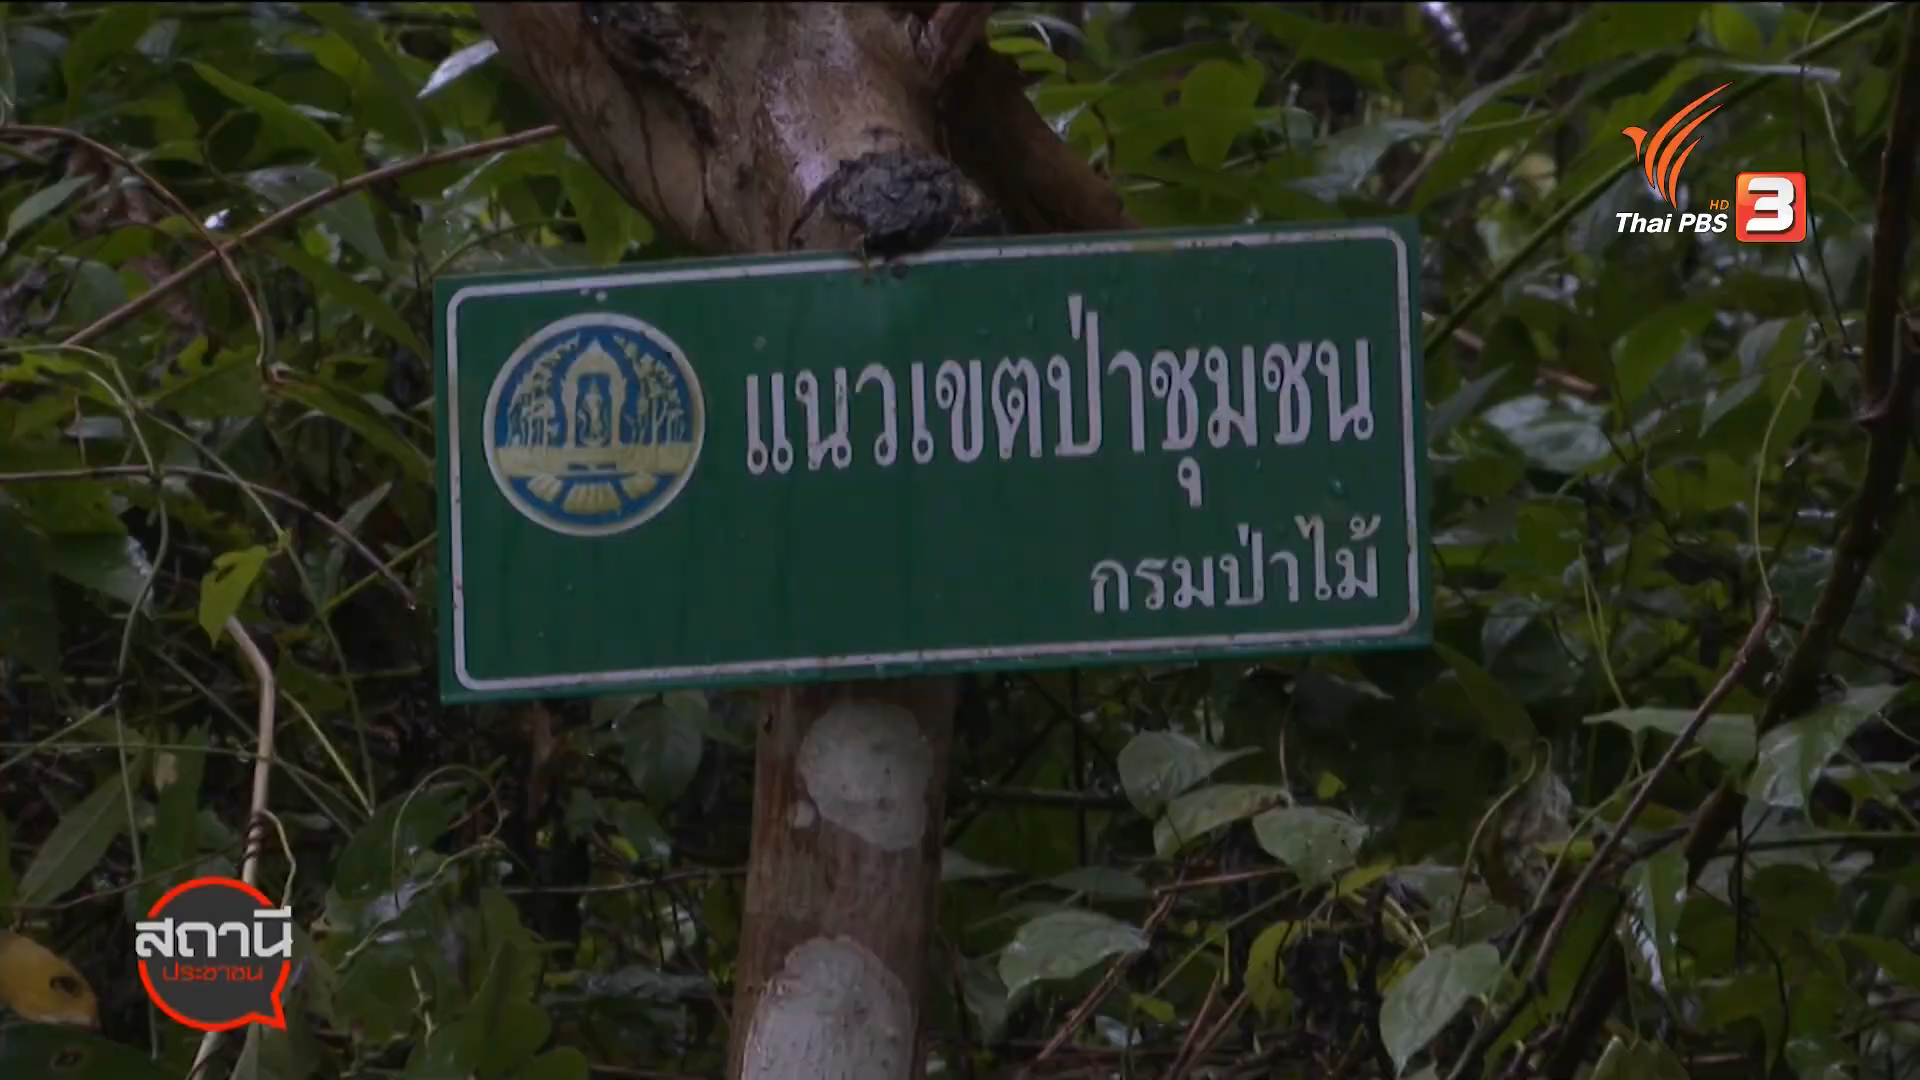 HD
Thai PBS 3
แนวเขตป่าชุมชน
กรมป่าไม้
สถานี
ประชาชน